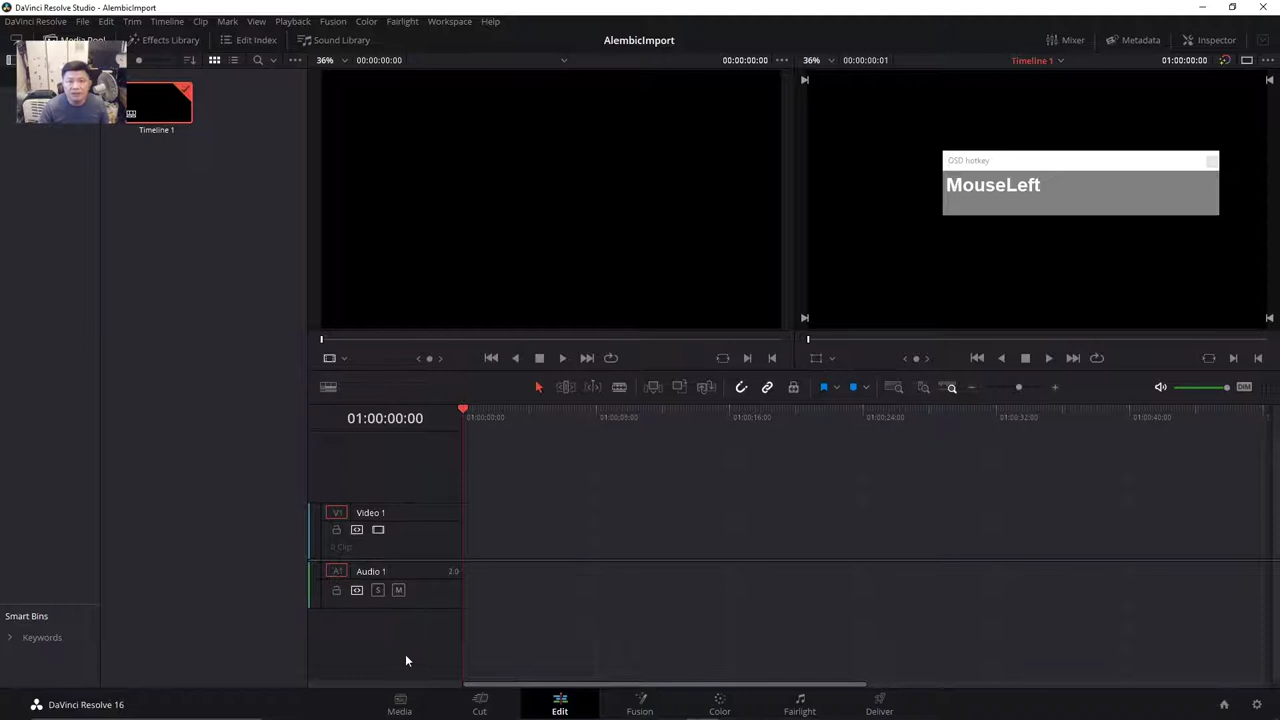 DaVinci Resolve Studio - AlembicImport
DaVinci Resolve File Edit Trim Timeline Clip Mark View Playback Fusion Color Fairlight Workspace Help
Media Pool Effects Library Edit Index Sound Library AlembicImport Mixer Metadata Inspector
36% 00:00:00:00 00:00:00:00 36% 00:00:00:01 Timeline 1 01:00:00:00
Timeline 1
OSD hotkey
MouseLeft
DIM
01:00:00:00 01:00:00:00 01:00:08:00 01:00:16:00 01:00:24:00 01:00:32:00 01:00:40:00
V1 Video 1
0 Clip
A1 Audio 1 2.0
S M
Smart Bins
Keywords
DaVinci Resolve 16 Media Cut Edit Fusion Color Fairlight Deliver